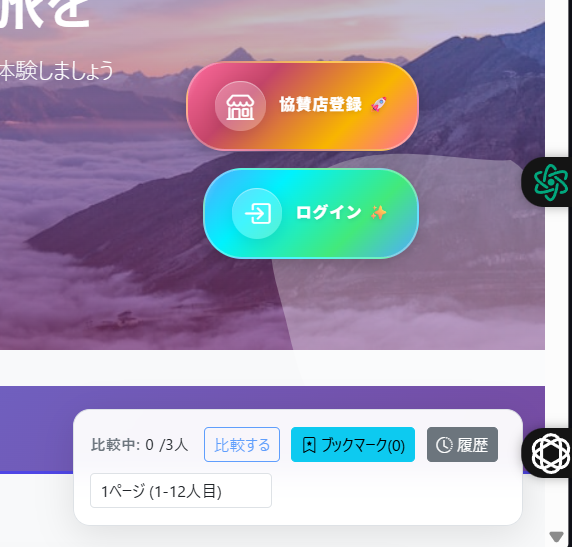 旅を
体験しましょう
協賛店登録 🚀
ログイン ✨
比較中: 0 /3人 比較する ブックマーク(0) 履歴
1ページ (1-12人目)